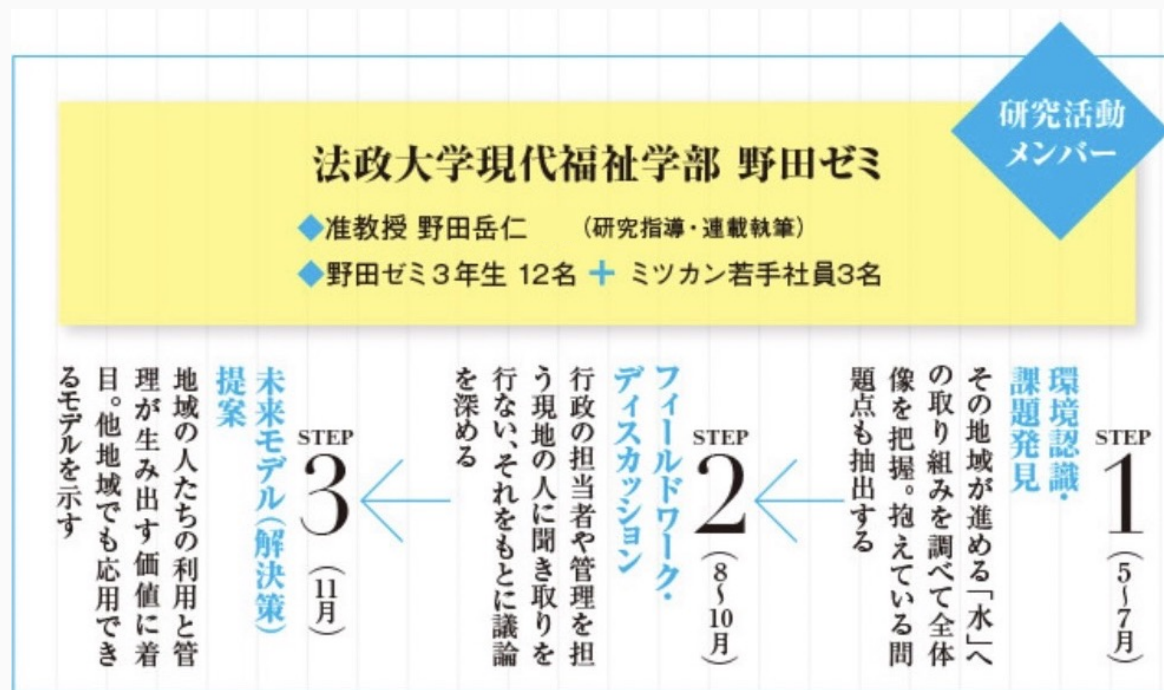 研究活動
メンバー
法政大学現代福祉学部 野田ゼミ
◆准教授 野田岳仁　（研究指導・連載執筆）
◆野田ゼミ3年生 12名 ＋ ミツカン若手社員3名
STEP
1
（5〜7月）
環境認識・
課題発見
その地域が進める「水」へ
の取り組みを調べて全体
像を把握。抱えている問
題点も抽出する
STEP
2
（8〜10月）
フィールドワーク・
ディスカッション
行政の担当者や管理を担
う現地の人に聞き取りを
行ない、それをもとに議論
を深める
STEP
3
（11月）
未来モデル（解決策）
提案
地域の人たちの利用と管
理が生み出す価値に着
目。他地域でも応用でき
るモデルを示す